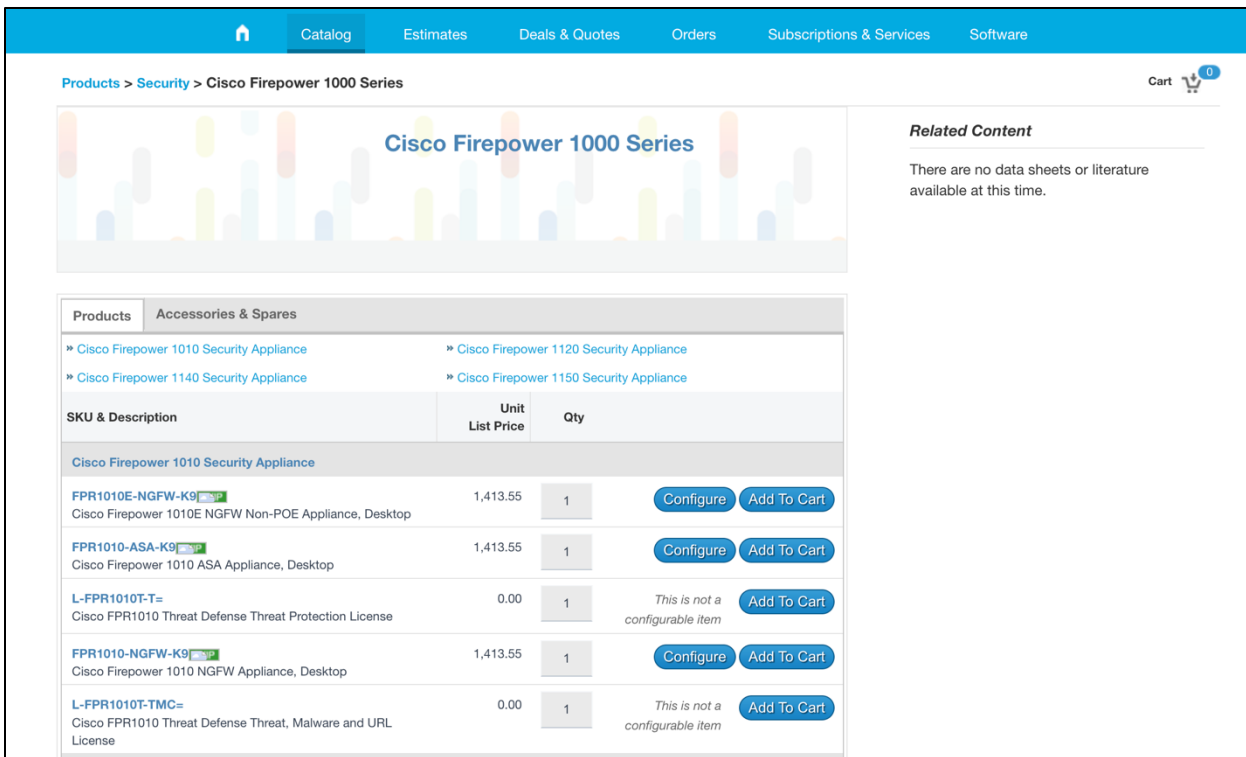 Catalog Estimates Deals & Quotes Orders Subscriptions & Services Software
Products > Security > Cisco Firepower 1000 Series
Cart 0
Cisco Firepower 1000 Series
Related Content
There are no data sheets or literature
available at this time.
Products Accessories & Spares
» Cisco Firepower 1010 Security Appliance » Cisco Firepower 1120 Security Appliance
» Cisco Firepower 1140 Security Appliance » Cisco Firepower 1150 Security Appliance
SKU & Description Unit List Price Qty
Cisco Firepower 1010 Security Appliance
FPR1010E-NGFW-K9 1,413.55 1 Configure Add To Cart
Cisco Firepower 1010E NGFW Non-POE Appliance, Desktop
FPR1010-ASA-K9 1,413.55 1 Configure Add To Cart
Cisco Firepower 1010 ASA Appliance, Desktop
L-FPR1010T-T= 0.00 1 This is not a configurable item Add To Cart
Cisco FPR1010 Threat Defense Threat Protection License
FPR1010-NGFW-K9 1,413.55 1 Configure Add To Cart
Cisco Firepower 1010 NGFW Appliance, Desktop
L-FPR1010T-TMC= 0.00 1 This is not a configurable item Add To Cart
Cisco FPR1010 Threat Defense Threat, Malware and URL
License